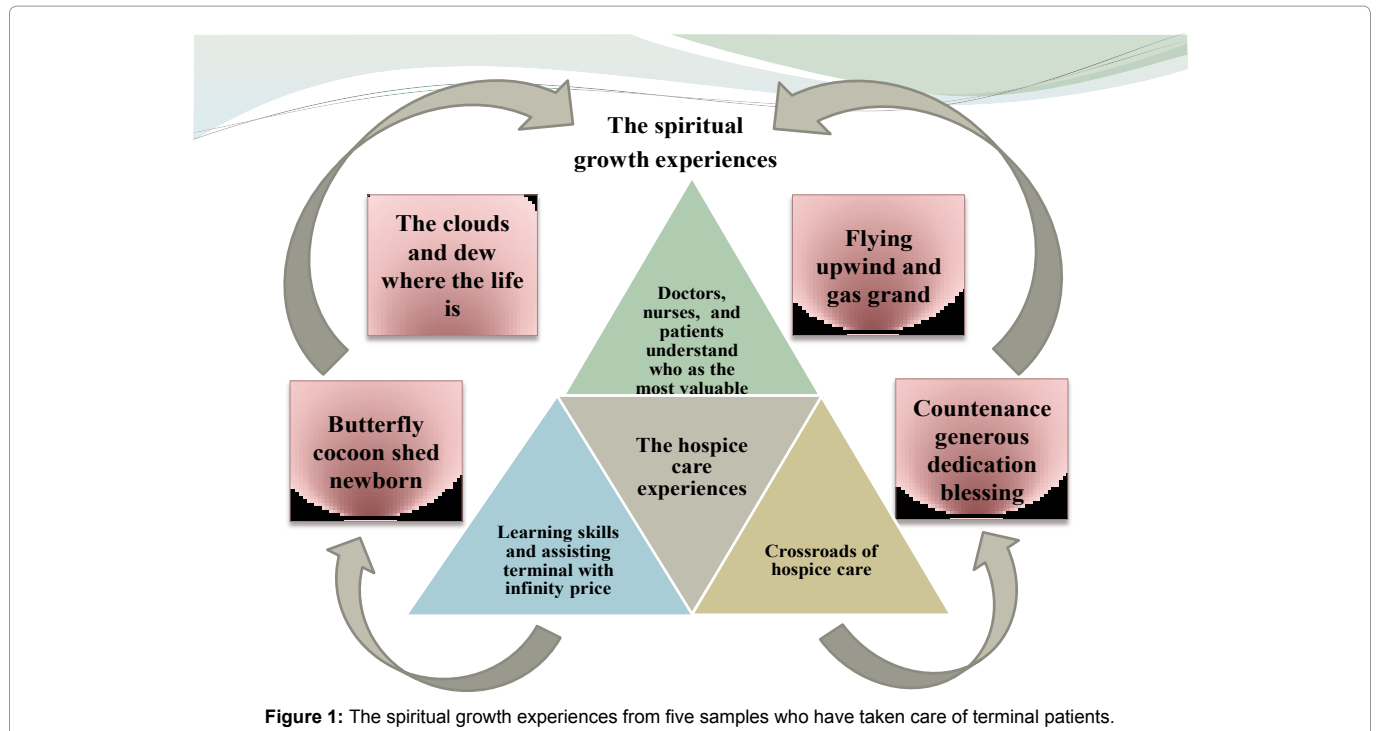 The spiritual
growth experiences
The clouds
and dew
where the life
is
Flying
upwind and
gas grand
Doctors,
nurses, and
patients
understand
who as the
most valuable
Butterfly
cocoon shed
newborn
Countenance
generous
dedication
blessing
The hospice
care
experiences
Learning skills
and assisting
terminal with
infinity price
Crossroads of
hospice care
Figure 1: The spiritual growth experiences from five samples who have taken care of terminal patients.